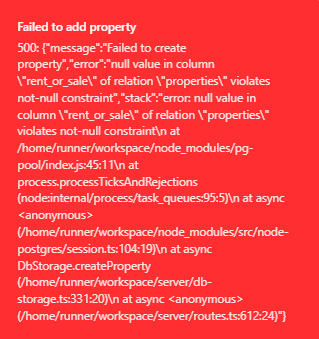 Failed to add property
500: {"message":"Failed to create
property","error":"null value in column
\"rent_or_sale\" of relation \"properties\" violates
not-null constraint","stack":"error: null value in
column \"rent_or_sale\" of relation \"properties\"
violates not-null constraint\n at
/home/runner/workspace/node_modules/pg-
pool/index.js:45:11\n at
process.processTicksAndRejections
(node:internal/process/task_queues:95:5)\n at async
<anonymous>
(/home/runner/workspace/node_modules/src/node-
postgres/session.ts:104:19)\n at async
DbStorage.createProperty
(/home/runner/workspace/server/db-
storage.ts:331:20)\n at async <anonymous>
(/home/runner/workspace/server/routes.ts:612:24)"}